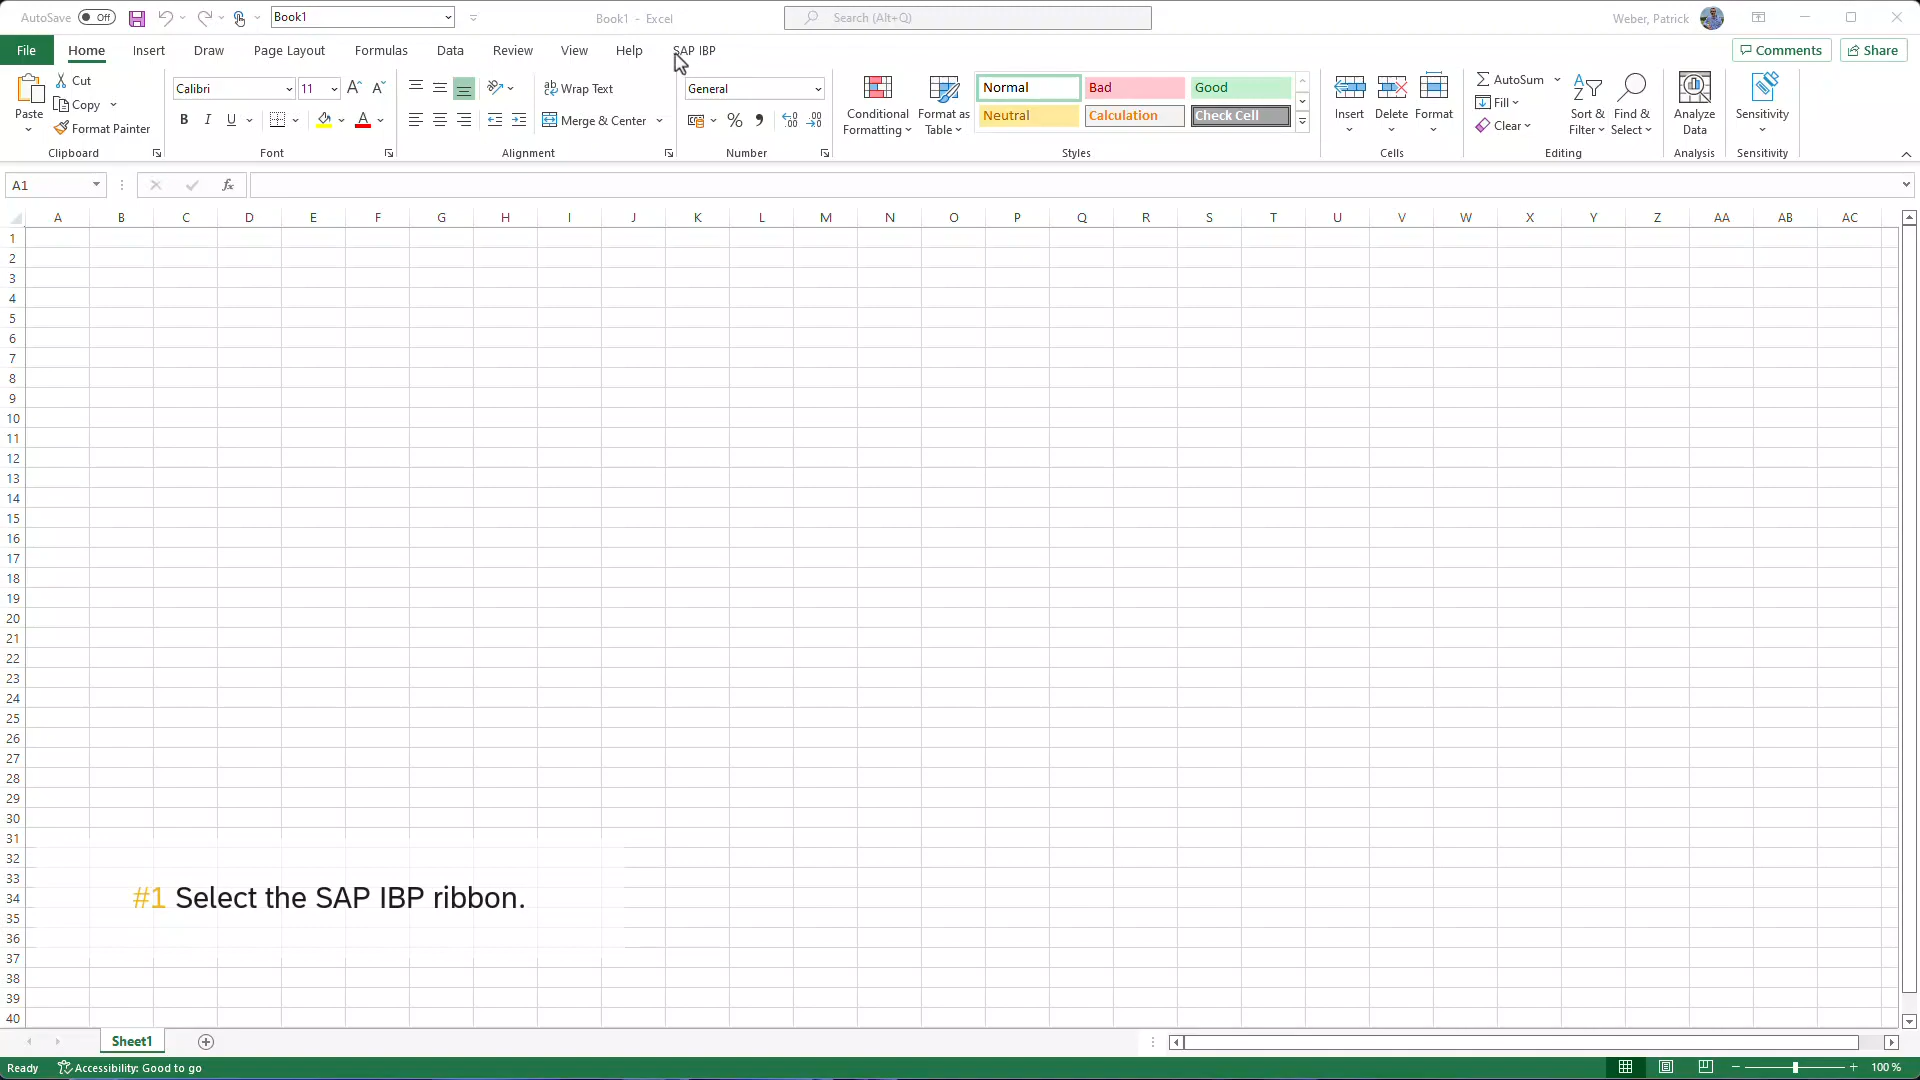 AutoSave Off Book1 Book1 - Excel Search (Alt+Q) Weber, Patrick
File Home Insert Draw Page Layout Formulas Data Review View Help SAP IBP Comments Share
Paste
Cut
Copy
Format Painter
Clipboard
Calibri 11
B I U
Font
Wrap Text
Merge & Center
Alignment
General
%
Number
Conditional Formatting
Format as Table
Normal Bad Good
Neutral Calculation Check Cell
Styles
Insert Delete Format
Cells
AutoSum
Fill
Clear
Sort & Filter
Find & Select
Editing
Analyze Data
Analysis
Sensitivity
Sensitivity
A1 fx
A B C D E F G H I J K L M N O P Q R S T U V W X Y Z AA AB AC
1
2
3
4
5
6
7
8
9
10
11
12
13
14
15
16
17
18
19
20
21
22
23
24
25
26
27
28
29
30
31
32
33
34
35
36
37
38
39
40
#1 Select the SAP IBP ribbon.
Sheet1
Ready Accessibility: Good to go 100 %